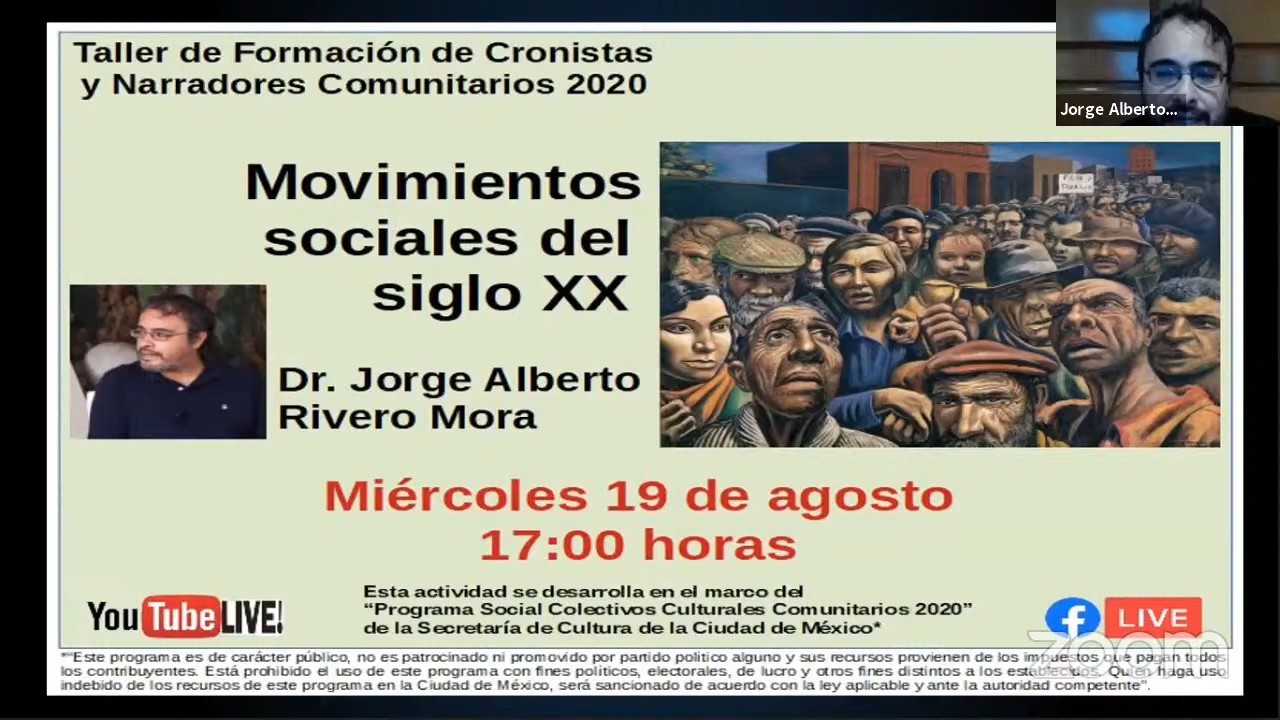 Taller de Formación de Cronistas
y Narradores Comunitarios 2020
Jorge Alberto...
Movimientos
sociales del
siglo XX
PAN Y
TRABAJO
Dr. Jorge Alberto
Rivero Mora
Miércoles 19 de agosto
17:00 horas
YouTube LIVE!
Esta actividad se desarrolla en el marco del
“Programa Social Colectivos Culturales Comunitarios 2020”
de la Secretaría de Cultura de la Ciudad de México*
f LIVE
zoom
*"Este programa es de carácter público, no es patrocinado ni promovido por partido político alguno y sus recursos provienen de los impuestos que pagan todos
los contribuyentes. Está prohibido el uso de este programa con fines políticos, electorales, de lucro y otros fines distintos a los establecidos. Quien haga uso
indebido de los recursos de este programa en la Ciudad de México, será sancionado de acuerdo con la ley aplicable y ante la autoridad competente".